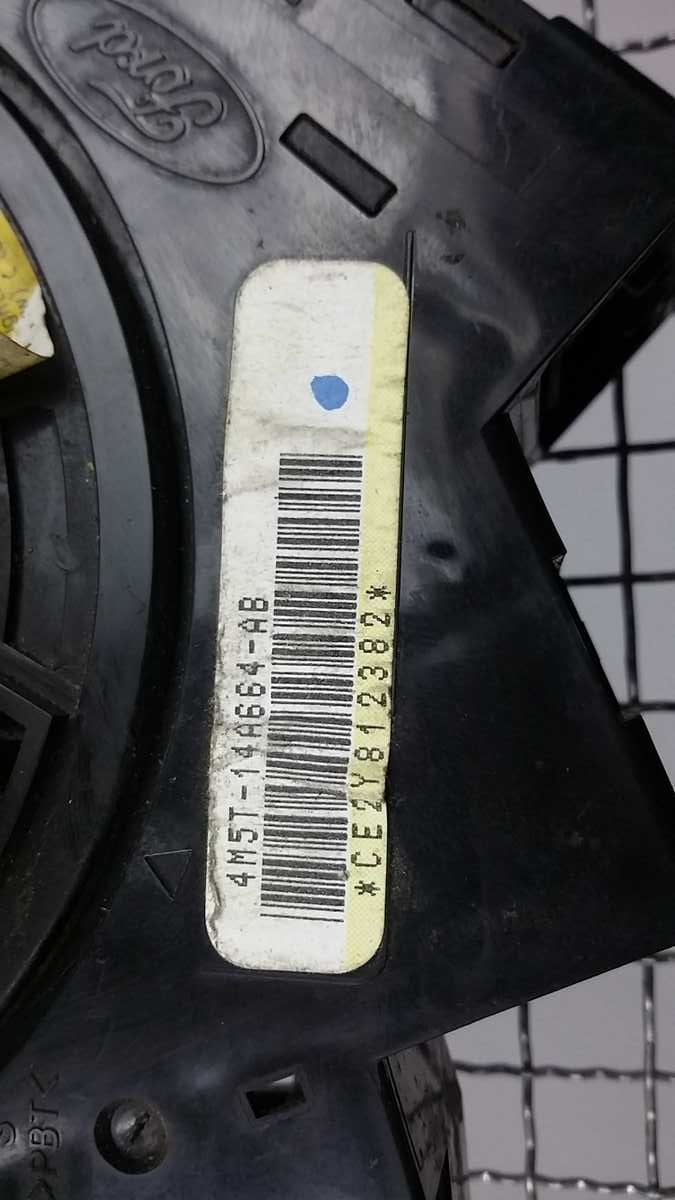 Ford
4M5T-14A664-AB
*CE2Y812382*
>PBT<